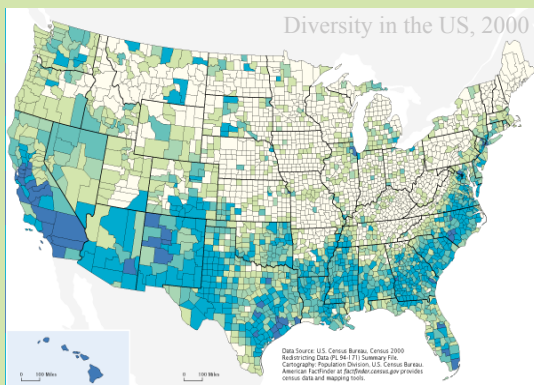 Diversity in the US, 2000
Data Source: U.S. Census Bureau, Census 2000
Redistricting Data (PL 94-171) Summary File.
Cartography: Population Division, U.S. Census Bureau.
American FactFinder at factfinder.census.gov provides
census data and mapping tools.
0 100 Miles
0 100 Miles